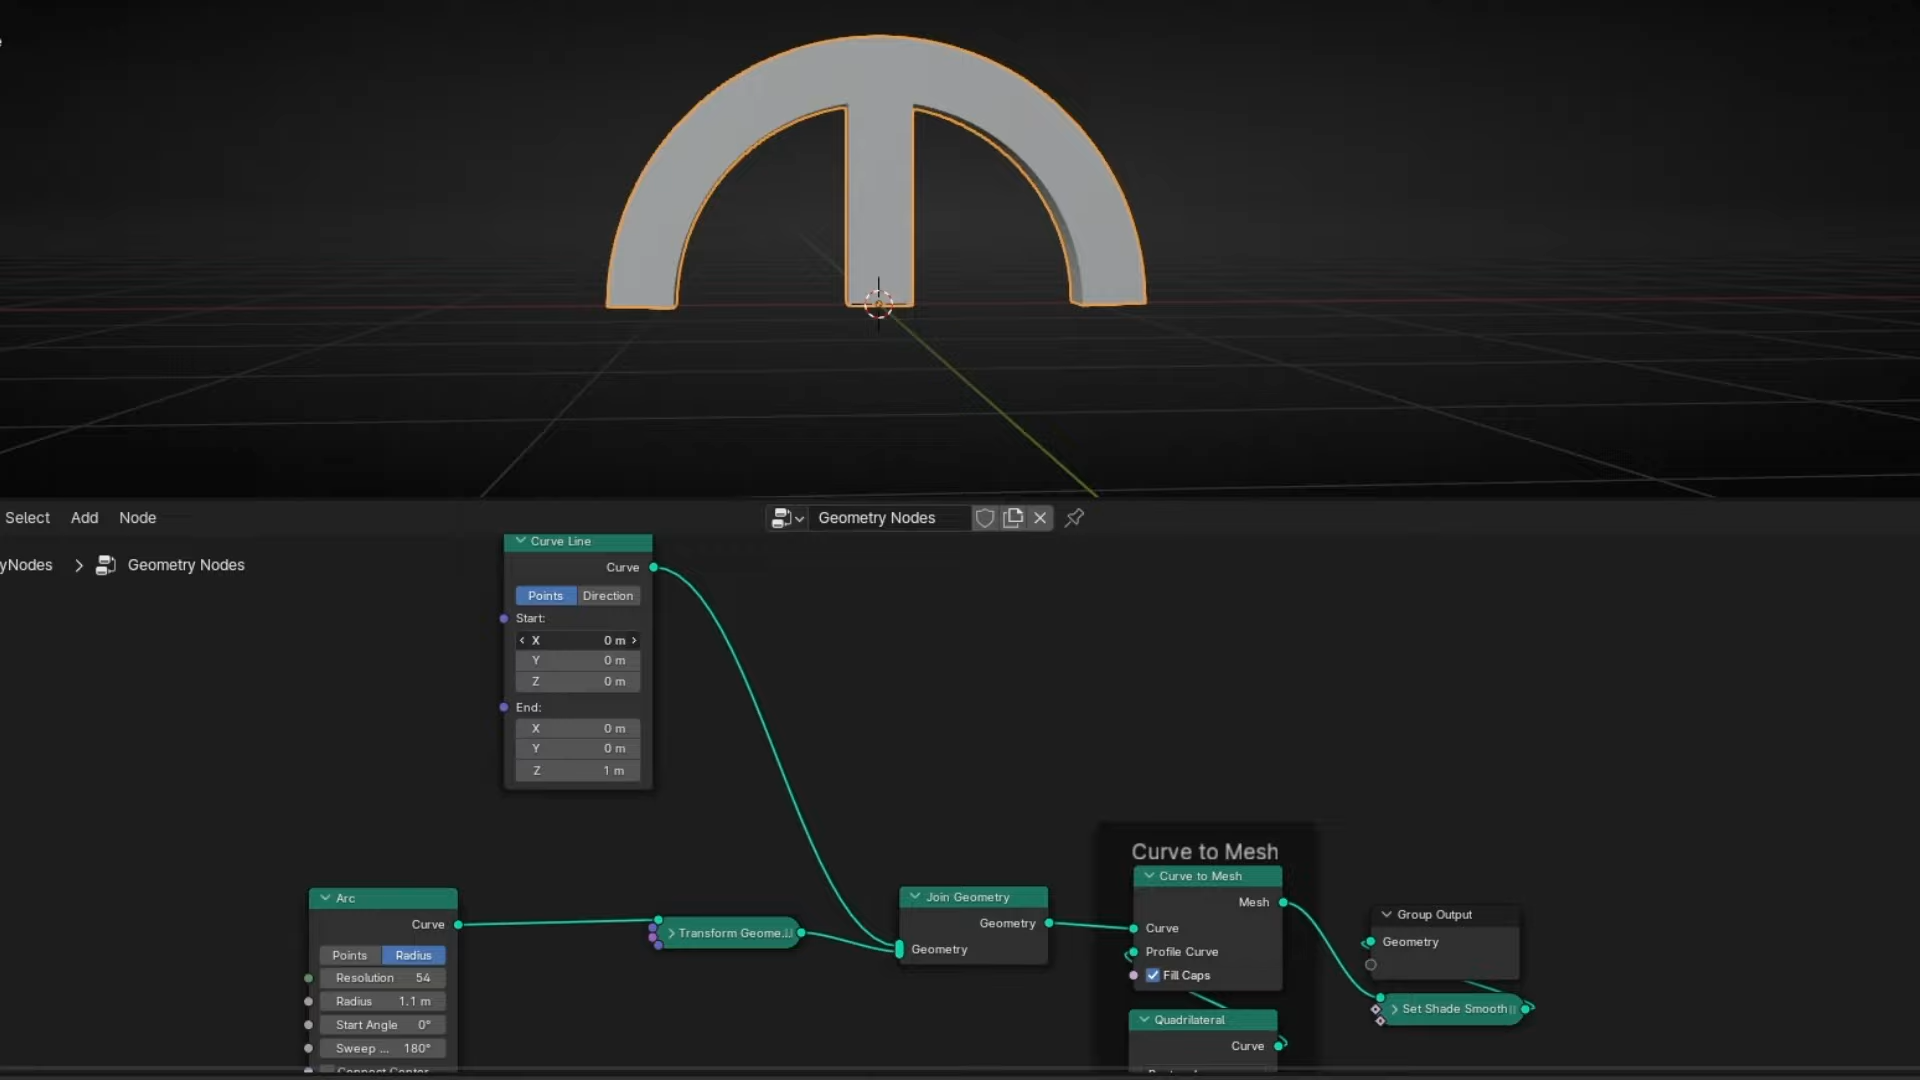 Select Add Node
Geometry Nodes
yNodes > Geometry Nodes
Curve Line
Curve
Points Direction
Start:
X 0 m
Y 0 m
Z 0 m
End:
X 0 m
Y 0 m
Z 1 m
Arc
Curve
Points Radius
Resolution 54
Radius 1.1 m
Start Angle 0°
Sweep ... 180°
Connect Center
Transform Geome...
Join Geometry
Geometry
Geometry
Curve to Mesh
Curve to Mesh
Mesh
Curve
Profile Curve
Fill Caps
Quadrilateral
Curve
Group Output
Geometry
Set Shade Smooth